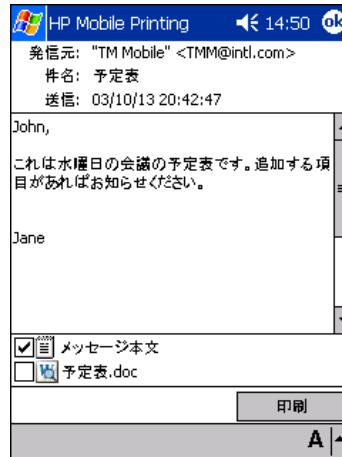 HP Mobile Printing 14:50 ok
発信元: "TM Mobile" <TMM@intl.com>
件名: 予定表
送信: 03/10/13 20:42:47
John,
これは水曜日の会議の予定表です。追加する項
目があればお知らせください。
Jane
メッセージ本文
予定表.doc
印刷
A